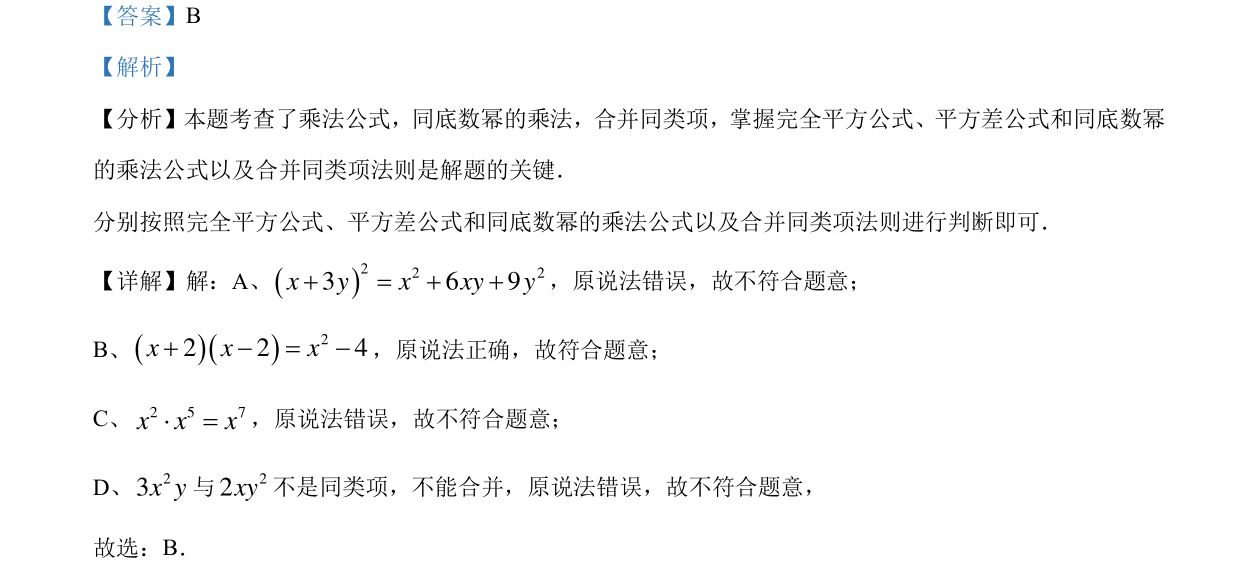 【答案】B
【解析】
【分析】本题考查了乘法公式，同底数幂的乘法，合并同类项，掌握完全平方公式、平方差公式和同底数幂
的乘法公式以及合并同类项法则是解题的关键．
分别按照完全平方公式、平方差公式和同底数幂的乘法公式以及合并同类项法则进行判断即可．
【详解】解：A、(x+3y)² = x² + 6xy + 9y²，原说法错误，故不符合题意；
B、(x+2)(x−2) = x² − 4，原说法正确，故符合题意；
C、x² · x⁵ = x⁷，原说法错误，故不符合题意；
D、3x²y 与 2xy² 不是同类项，不能合并，原说法错误，故不符合题意，
故选：B．